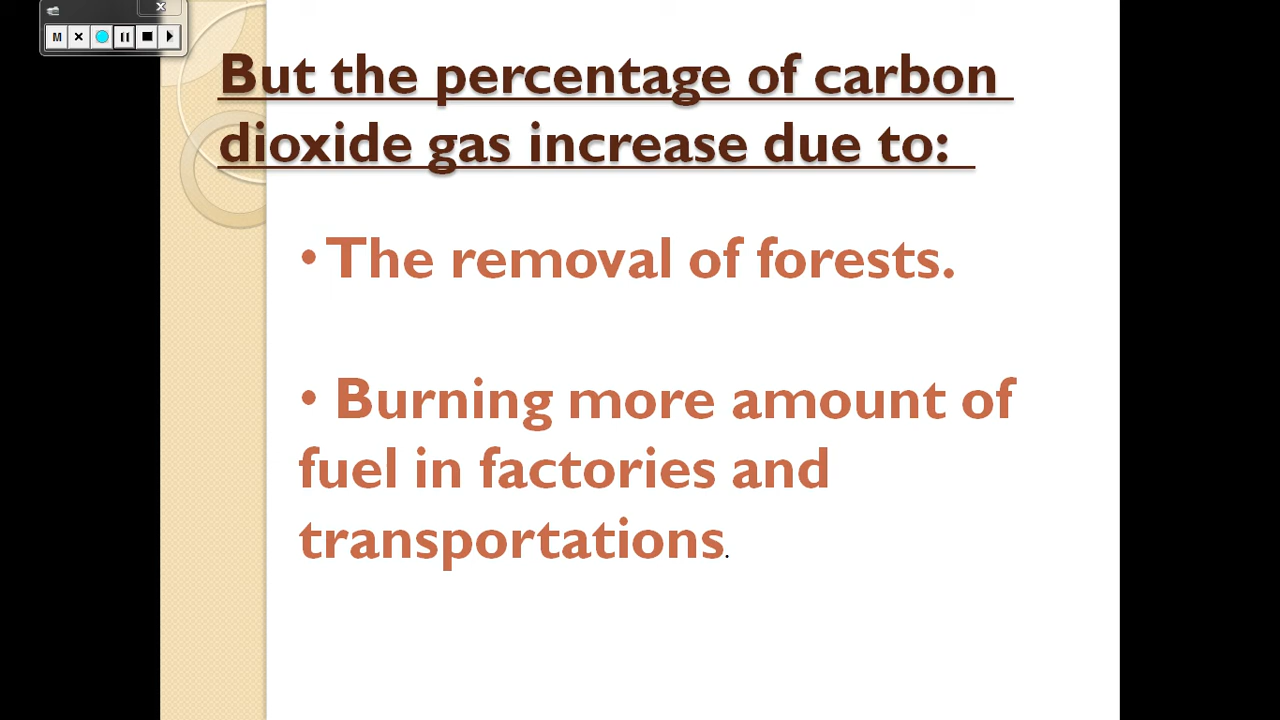 M
But the percentage of carbon
dioxide gas increase due to:
• The removal of forests.
• Burning more amount of
fuel in factories and
transportations.